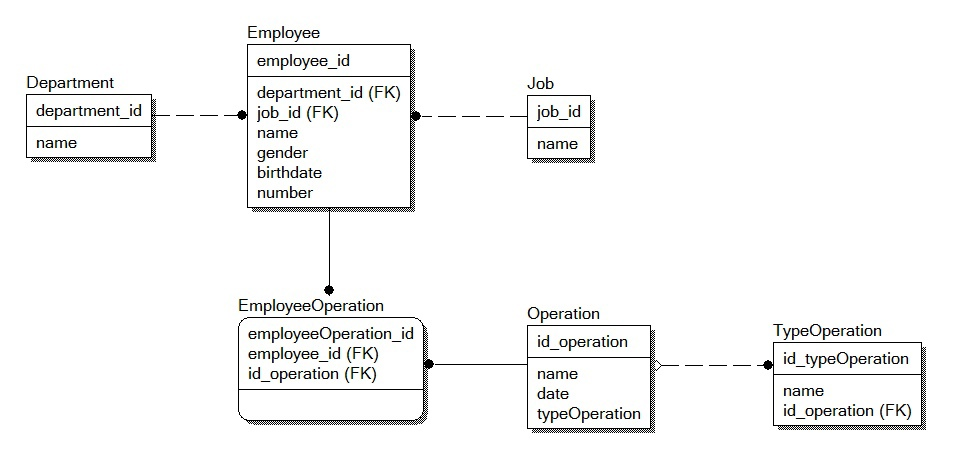 Employee
employee_id
department_id (FK)
job_id (FK)
name
gender
birthdate
number
Department
department_id
name
Job
job_id
name
EmployeeOperation
employeeOperation_id
employee_id (FK)
id_operation (FK)
Operation
id_operation
name
date
typeOperation
TypeOperation
id_typeOperation
name
id_operation (FK)